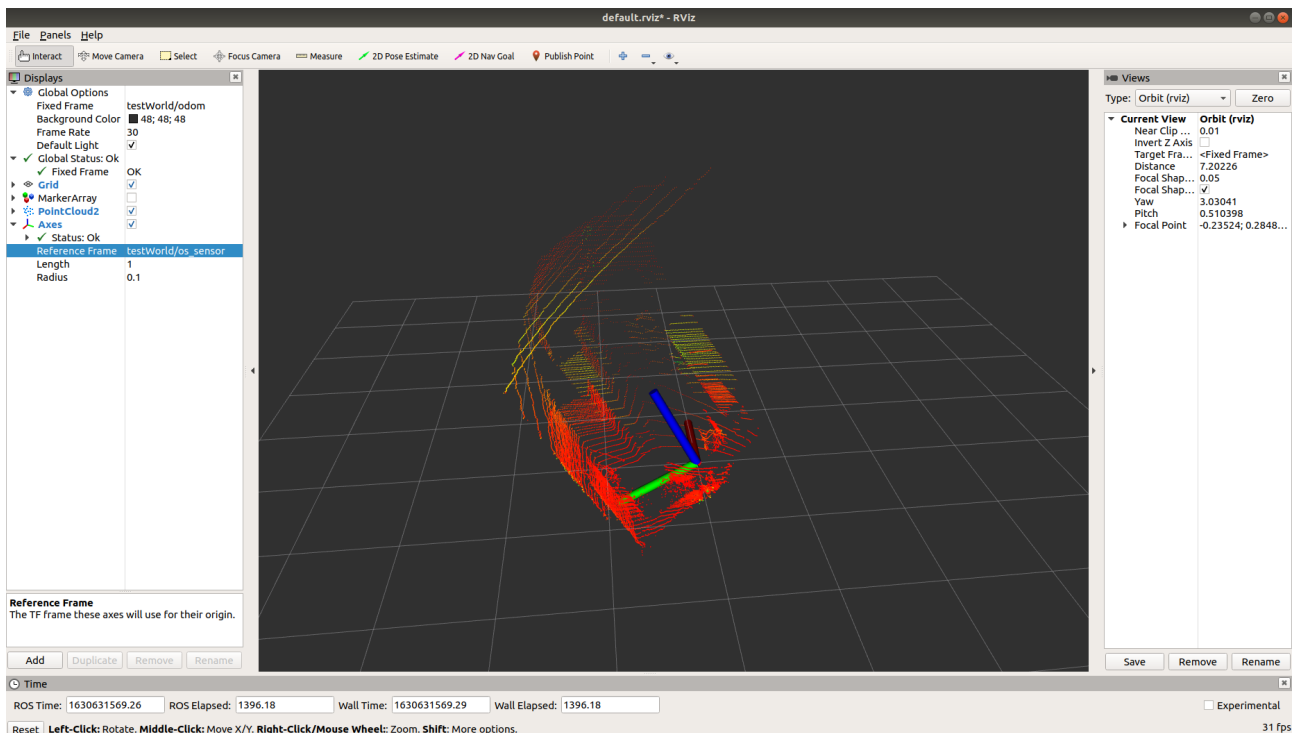 default.rviz* - RViz
File Panels Help
Interact Move Camera Select Focus Camera Measure 2D Pose Estimate 2D Nav Goal Publish Point
Displays
Global Options
Fixed Frame testWorld/odom
Background Color 48; 48; 48
Frame Rate 30
Default Light
Global Status: Ok
Fixed Frame OK
Grid
MarkerArray
PointCloud2
Axes
Status: Ok
Reference Frame testWorld/os_sensor
Length 1
Radius 0.1
Reference Frame
The TF frame these axes will use for their origin.
Add Duplicate Remove Rename
Views
Type: Orbit (rviz) Zero
Current View Orbit (rviz)
Near Clip ... 0.01
Invert Z Axis
Target Fra... <Fixed Frame>
Distance 7.20226
Focal Shap... 0.05
Focal Shap...
Yaw 3.03041
Pitch 0.510398
Focal Point -0.23524; 0.2848...
Save Remove Rename
Time
ROS Time: 1630631569.26 ROS Elapsed: 1396.18 Wall Time: 1630631569.29 Wall Elapsed: 1396.18 Experimental
Reset Left-Click: Rotate. Middle-Click: Move X/Y. Right-Click/Mouse Wheel:: Zoom. Shift: More options. 31 fps